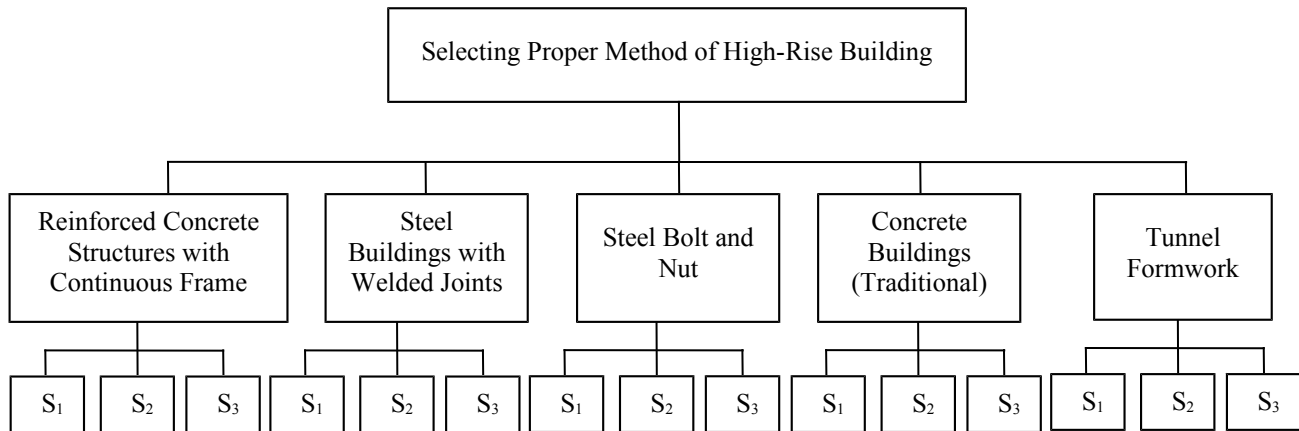 Selecting Proper Method of High-Rise Building
Reinforced Concrete
Structures with
Continuous Frame
Steel
Buildings with
Welded Joints
Steel Bolt and
Nut
Concrete
Buildings
(Traditional)
Tunnel
Formwork
S₁
S₂
S₃
S₁
S₂
S₃
S₁
S₂
S₃
S₁
S₂
S₃
S₁
S₂
S₃